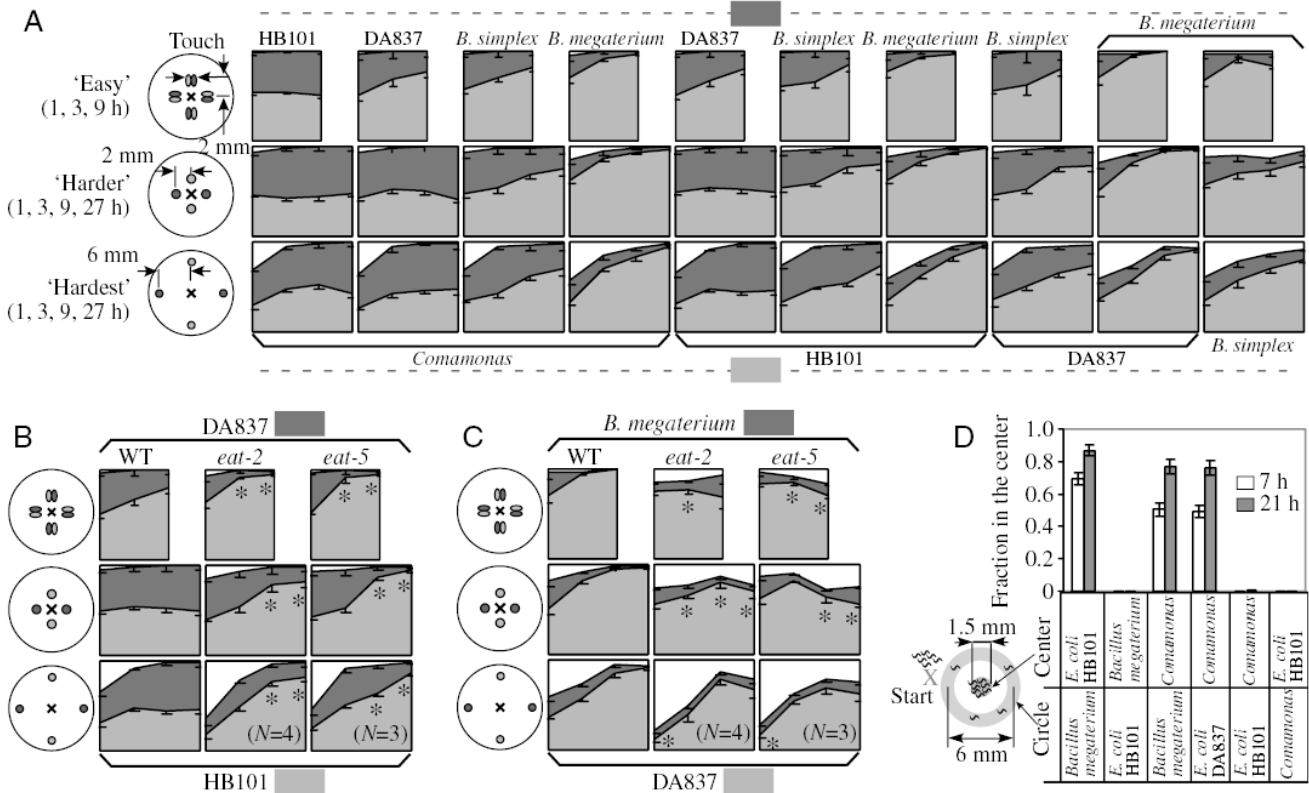 A
HB101 DA837 B. simplex B. megaterium DA837 B. simplex B. megaterium B. simplex B. megaterium
Touch
'Easy'
(1, 3, 9 h)
2 mm
2 mm
'Harder'
(1, 3, 9, 27 h)
6 mm
'Hardest'
(1, 3, 9, 27 h)
Comamonas HB101 DA837 B. simplex
B
DA837
WT eat-2 eat-5
* * * *
* * * *
* * * *
(N=4) (N=3)
HB101
C
B. megaterium
WT eat-2 eat-5
* * *
* * * *
* *
(N=4) (N=3)
DA837
D
Fraction in the center
1.0
0.8
0.6
0.4
0.2
0
7 h
21 h
1.5 mm
Start
X
6 mm
Center
Circle
E. coli HB101
Bacillus megaterium
Comamonas
Comamonas
Comamonas
E. coli HB101
Bacillus megaterium
E. coli HB101
Bacillus megaterium
E. coli DA837
E. coli HB101
Comamonas